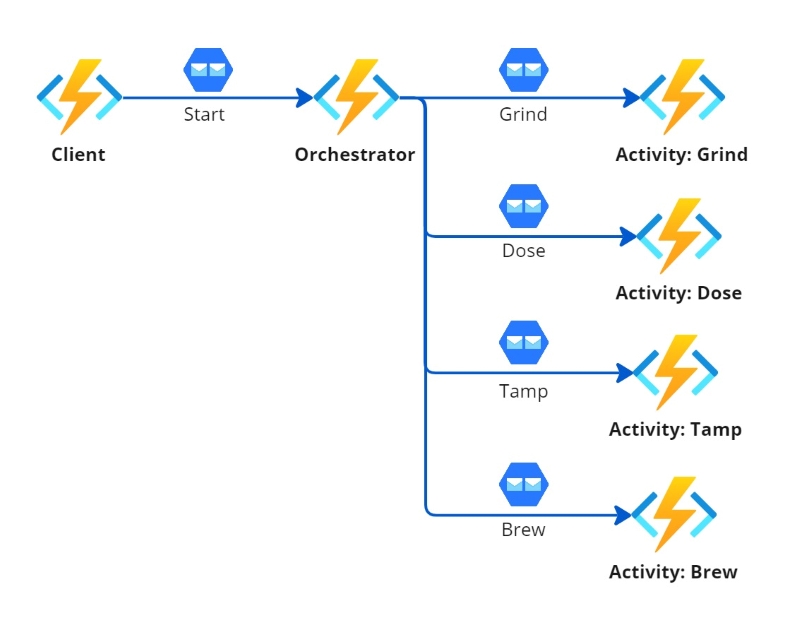 Start
Grind
Client
Orchestrator
Activity: Grind
Dose
Activity: Dose
Tamp
Activity: Tamp
Brew
Activity: Brew